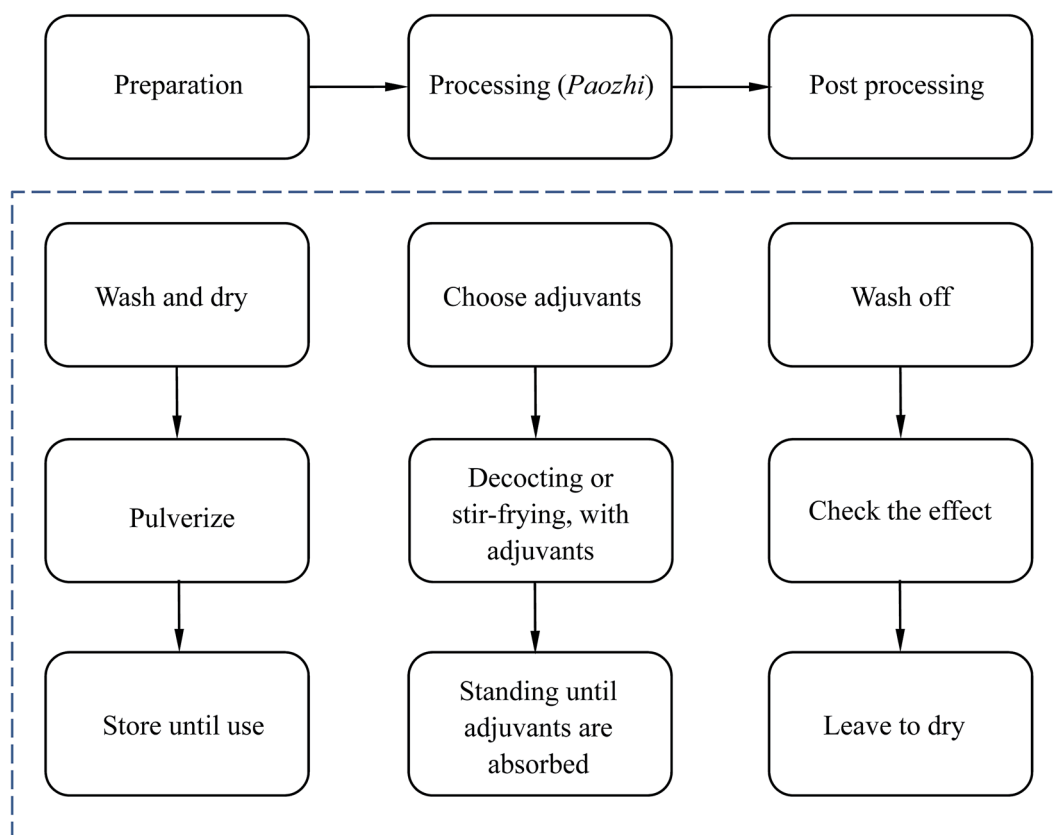 Preparation
Processing (Paozhi)
Post processing
Wash and dry
Choose adjuvants
Wash off
Pulverize
Decocting or
stir-frying, with
adjuvants
Check the effect
Store until use
Standing until
adjuvants are
absorbed
Leave to dry